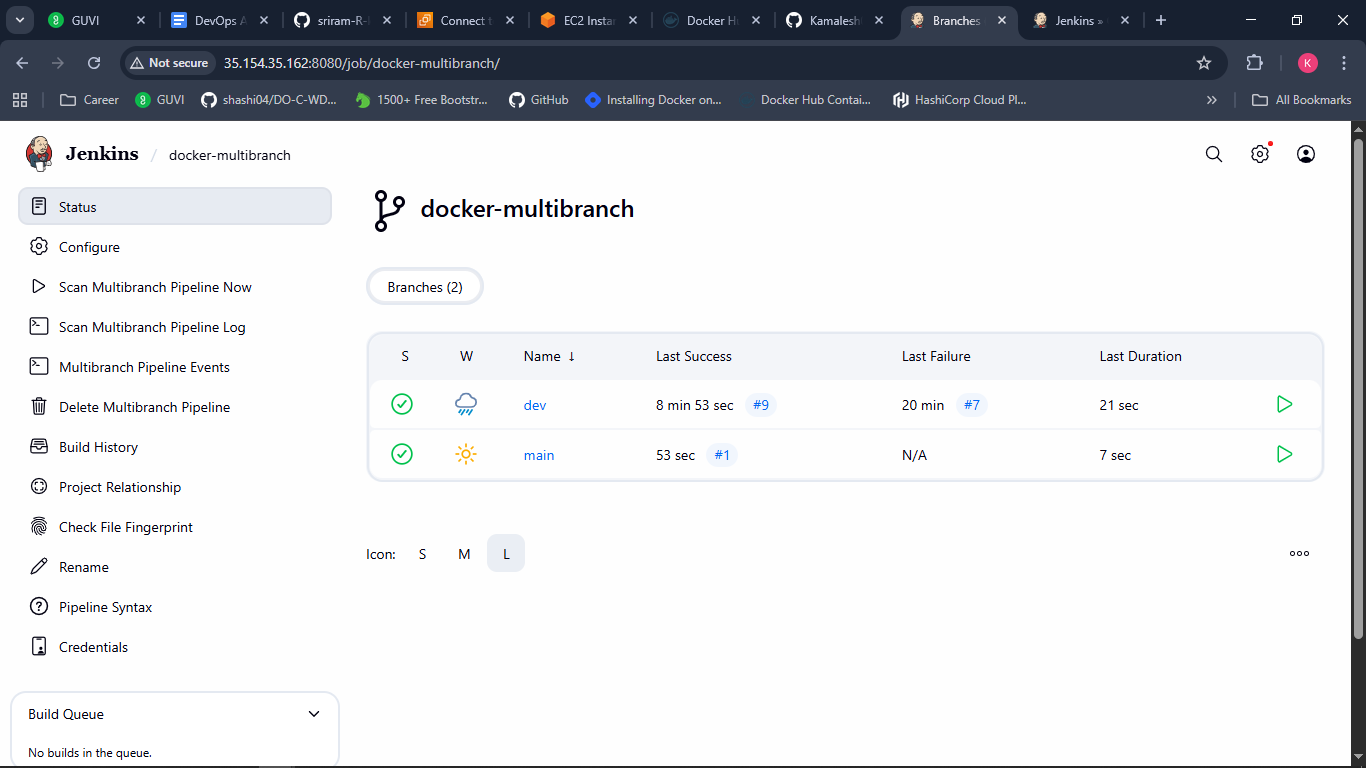 GUVI
DevOps A
sriram-R-
Connect t
EC2 Instan
Docker H
Kamalesh
Branches
Jenkins »
Not secure
35.154.35.162:8080/job/docker-multibranch/
K
Career
GUVI
shashi04/DO-C-WD...
1500+ Free Bootstr...
GitHub
Installing Docker on...
Docker Hub Contai...
HashiCorp Cloud Pl...
»
All Bookmarks
Jenkins / docker-multibranch
Status
Configure
Scan Multibranch Pipeline Now
Scan Multibranch Pipeline Log
Multibranch Pipeline Events
Delete Multibranch Pipeline
Build History
Project Relationship
Check File Fingerprint
Rename
Pipeline Syntax
Credentials
Build Queue
No builds in the queue.
docker-multibranch
Branches (2)
S W Name ↓ Last Success Last Failure Last Duration
dev 8 min 53 sec #9 20 min #7 21 sec
main 53 sec #1 N/A 7 sec
Icon: S M L